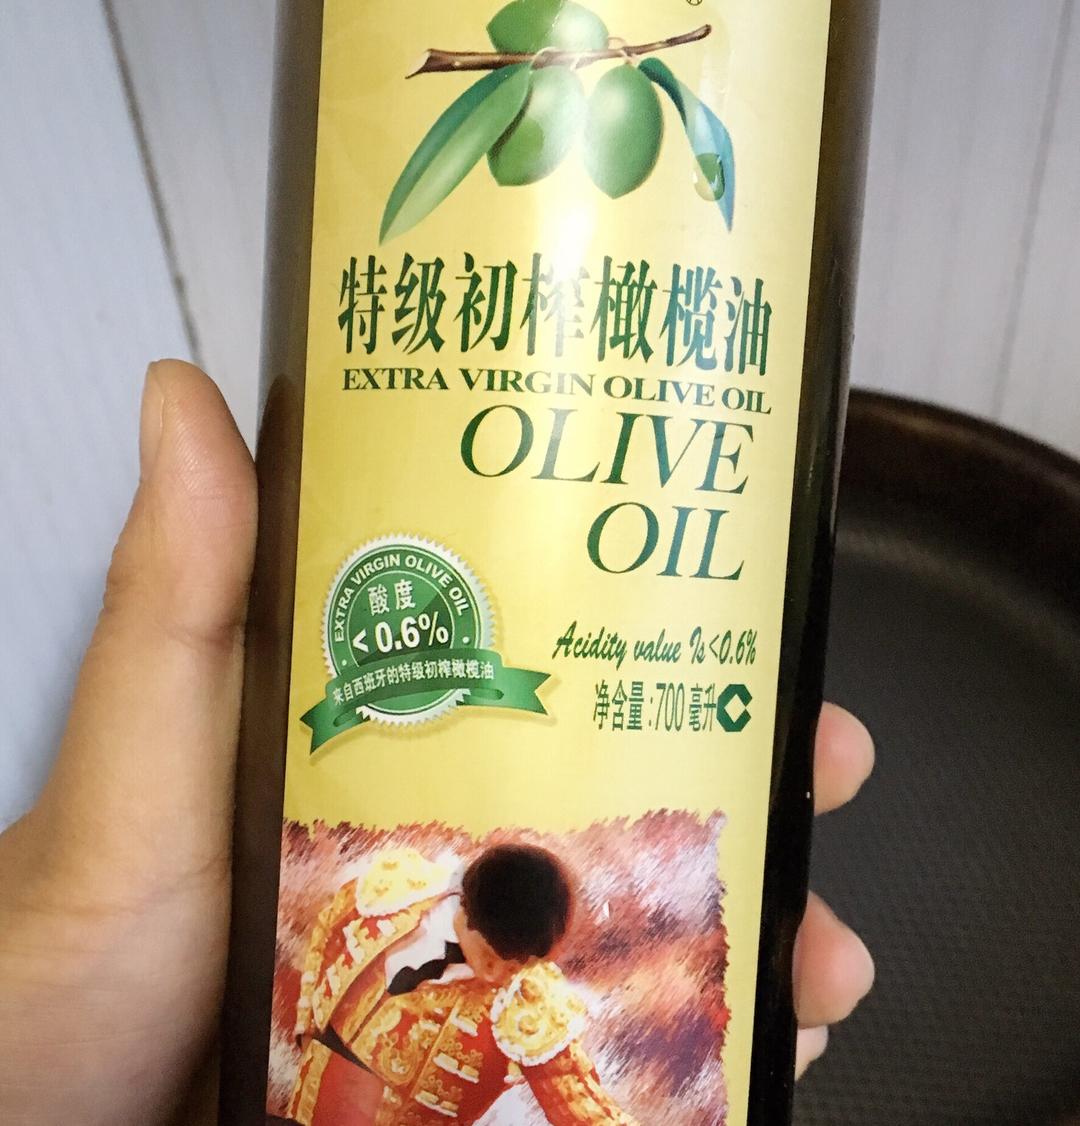 ®
特级初榨橄榄油
EXTRA VIRGIN OLIVE OIL
OLIVE
OIL
EXTRA VIRGIN OLIVE OIL
酸度
<0.6%
来自西班牙的特级初榨橄榄油
Acidity value Is<0.6%
净含量:700毫升